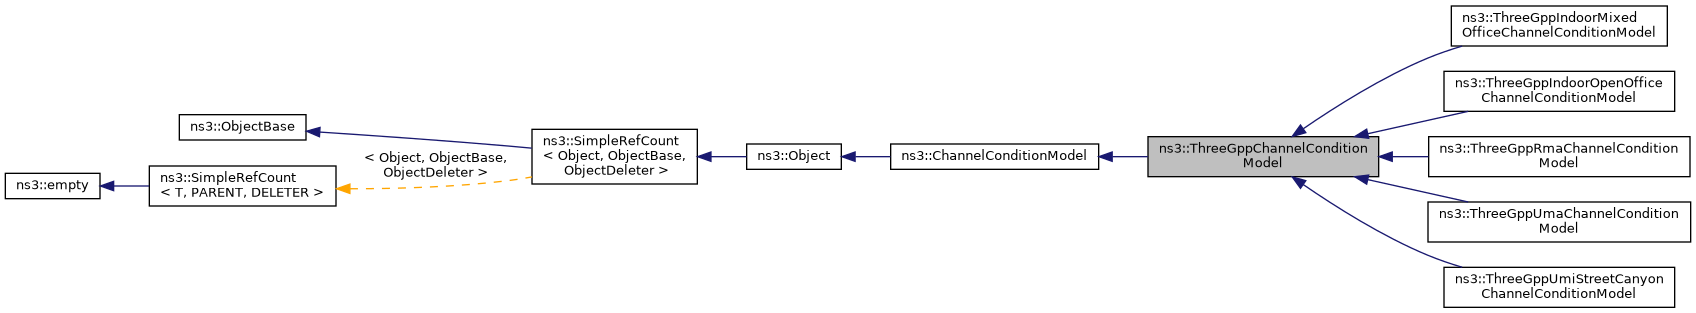 ns3::empty
ns3::ObjectBase
ns3::SimpleRefCount
< T, PARENT, DELETER >
< Object, ObjectBase,
ObjectDeleter >
ns3::SimpleRefCount
< Object, ObjectBase,
ObjectDeleter >
ns3::Object
ns3::ChannelConditionModel
ns3::ThreeGppChannelCondition
Model
ns3::ThreeGppIndoorMixed
OfficeChannelConditionModel
ns3::ThreeGppIndoorOpenOffice
ChannelConditionModel
ns3::ThreeGppRmaChannelCondition
Model
ns3::ThreeGppUmaChannelCondition
Model
ns3::ThreeGppUmiStreetCanyon
ChannelConditionModel